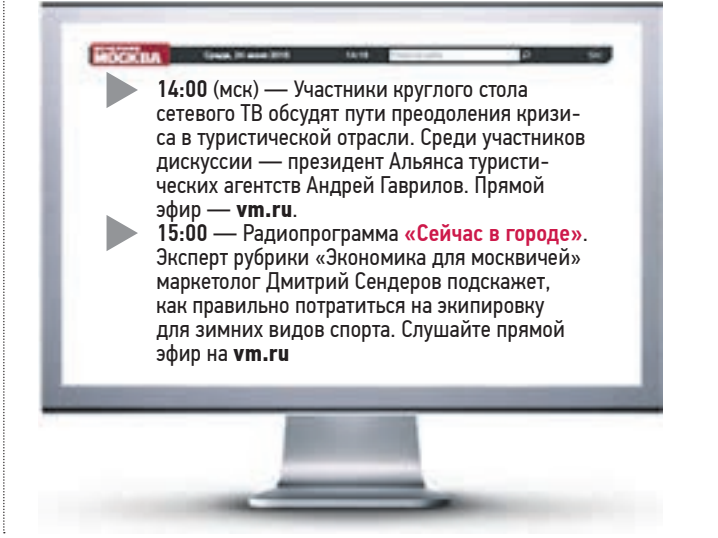 МОСКВА
14:00 (мск) — Участники круглого стола
сетевого ТВ обсудят пути преодоления кризи-
са в туристической отрасли. Среди участников
дискуссии — президент Альянса туристи-
ческих агентств Андрей Гаврилов. Прямой
эфир — vm.ru.
15:00 — Радиопрограмма «Сейчас в городе».
Эксперт рубрики «Экономика для москвичей»
маркетолог Дмитрий Сендеров подскажет,
как правильно потратиться на экипировку
для зимних видов спорта. Слушайте прямой
эфир на vm.ru